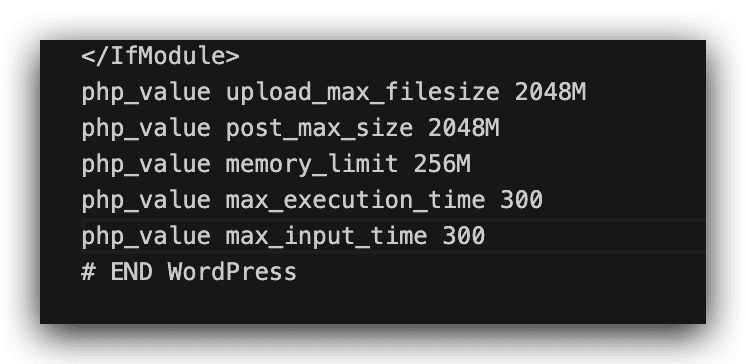 </IfModule>
php_value upload_max_filesize 2048M
php_value post_max_size 2048M
php_value memory_limit 256M
php_value max_execution_time 300
php_value max_input_time 300
# END WordPress